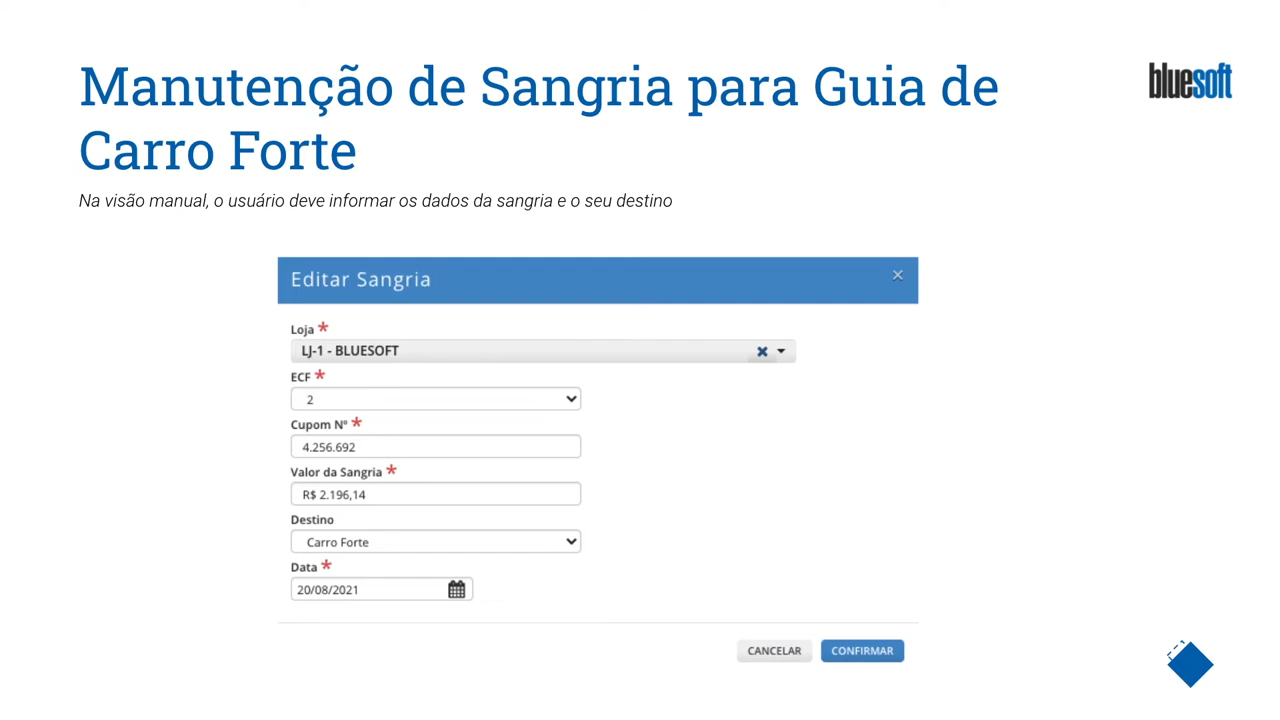 Manutenção de Sangria para Guia de
Carro Forte
bluesoft
Na visão manual, o usuário deve informar os dados da sangria e o seu destino
Editar Sangria
Loja *
LJ-1 - BLUESOFT
ECF *
2
Cupom Nº *
4.256.692
Valor da Sangria *
R$ 2.196,14
Destino
Carro Forte
Data *
20/08/2021
CANCELAR CONFIRMAR